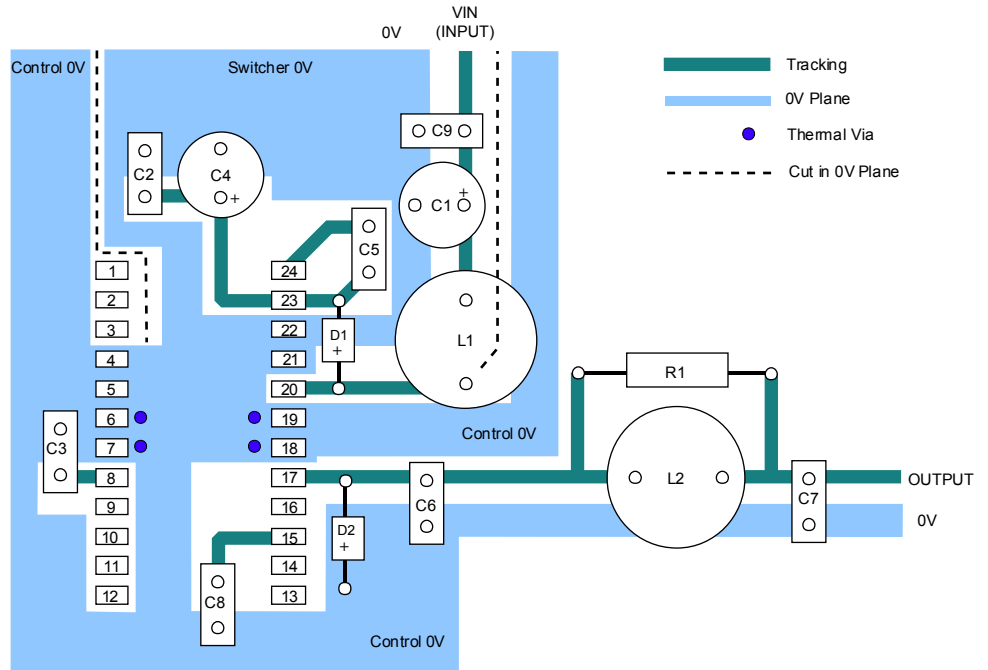 VIN
(INPUT)
0V
Control 0V
Switcher 0V
Tracking
0V Plane
Thermal Via
Cut in 0V Plane
C9
C2
C4
+
C1
+
C5
1
2
3
4
5
6
7
8
9
10
11
12
24
23
22
21
20
19
18
17
16
15
14
13
D1
+
L1
R1
C3
Control 0V
C6
L2
C7
OUTPUT
0V
D2
+
C8
Control 0V